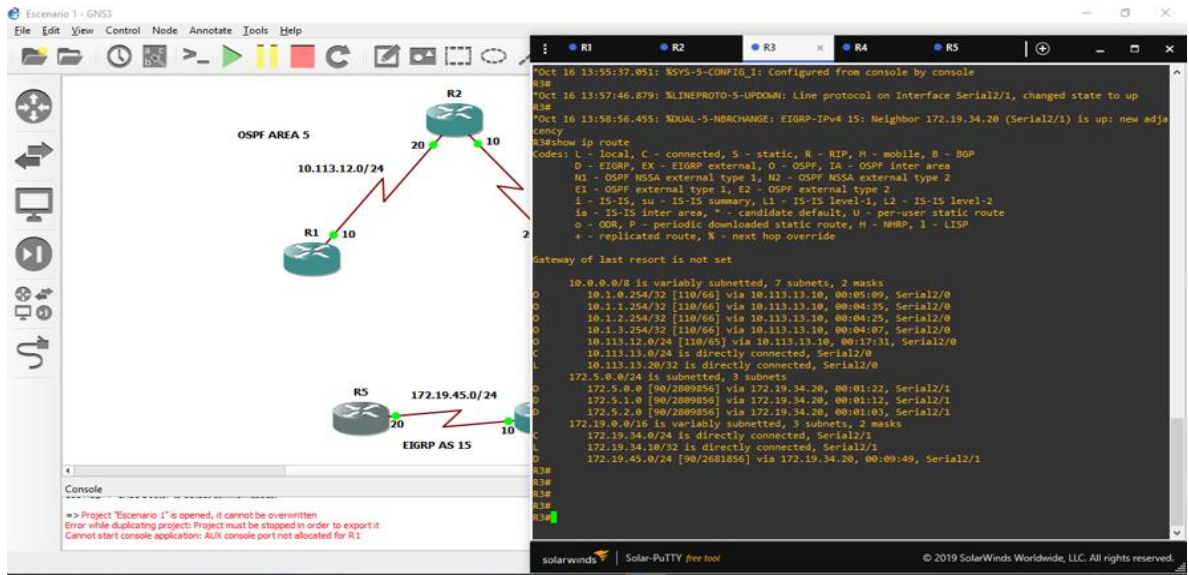 Escenario 1 - GNS3
File Edit View Control Node Annotate Tools Help
R2
OSPF AREA 5
20
10
10.113.12.0/24
R1
10
2
R5
172.19.45.0/24
20
10
EIGRP AS 15
Console
=> Project "Escenario 1" is opened, it cannot be overwritten
Error while duplicating project: Project must be stopped in order to export it
Cannot start console application: AUX console port not allocated for R1
R1 R2 R3 × R4 R5
*Oct 16 13:55:37.051: %SYS-5-CONFIG_I: Configured from console by console
R3#
*Oct 16 13:57:46.879: %LINEPROTO-5-UPDOWN: Line protocol on Interface Serial2/1, changed state to up
R3#
*Oct 16 13:58:56.455: %DUAL-5-NBRCHANGE: EIGRP-IPv4 15: Neighbor 172.19.34.20 (Serial2/1) is up: new adja
cency
R3#show ip route
Codes: L - local, C - connected, S - static, R - RIP, M - mobile, B - BGP
D - EIGRP, EX - EIGRP external, O - OSPF, IA - OSPF inter area
N1 - OSPF NSSA external type 1, N2 - OSPF NSSA external type 2
E1 - OSPF external type 1, E2 - OSPF external type 2
i - IS-IS, su - IS-IS summary, L1 - IS-IS level-1, L2 - IS-IS level-2
ia - IS-IS inter area, * - candidate default, U - per-user static route
o - ODR, P - periodic downloaded static route, H - NHRP, l - LISP
+ - replicated route, % - next hop override
Gateway of last resort is not set
10.0.0.0/8 is variably subnetted, 7 subnets, 2 masks
O 10.1.0.254/32 [110/66] via 10.113.13.10, 00:05:09, Serial2/0
O 10.1.1.254/32 [110/66] via 10.113.13.10, 00:04:35, Serial2/0
O 10.1.2.254/32 [110/66] via 10.113.13.10, 00:04:25, Serial2/0
O 10.1.3.254/32 [110/66] via 10.113.13.10, 00:04:07, Serial2/0
O 10.113.12.0/24 [110/65] via 10.113.13.10, 00:17:31, Serial2/0
C 10.113.13.0/24 is directly connected, Serial2/0
L 10.113.13.20/32 is directly connected, Serial2/0
172.5.0.0/24 is subnetted, 3 subnets
D 172.5.0.0 [90/2809856] via 172.19.34.20, 00:01:22, Serial2/1
D 172.5.1.0 [90/2809856] via 172.19.34.20, 00:01:12, Serial2/1
D 172.5.2.0 [90/2809856] via 172.19.34.20, 00:01:03, Serial2/1
172.19.0.0/16 is variably subnetted, 3 subnets, 2 masks
C 172.19.34.0/24 is directly connected, Serial2/1
L 172.19.34.10/32 is directly connected, Serial2/1
D 172.19.45.0/24 [90/2681856] via 172.19.34.20, 00:09:49, Serial2/1
R3#
R3#
R3#
R3#
R3#
solarwinds Solar-PuTTY free tool © 2019 SolarWinds Worldwide, LLC. All rights reserved.